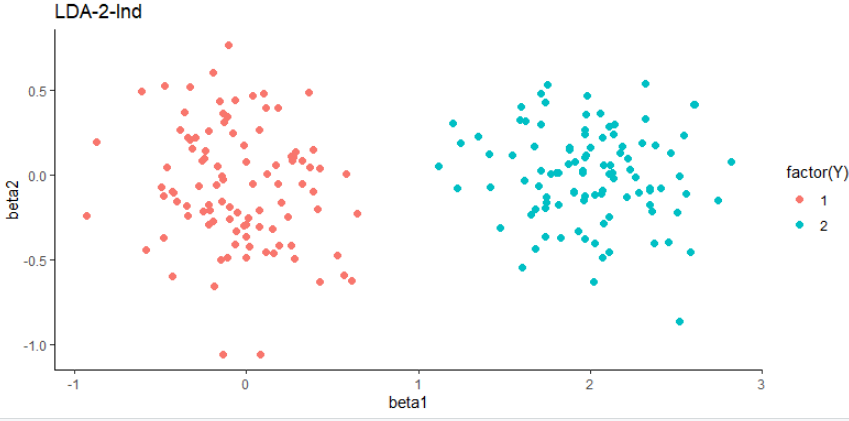 LDA-2-Ind
0.5
0.0
-0.5
-1.0
beta2
-1
0
1
2
3
beta1
factor(Y)
1
2